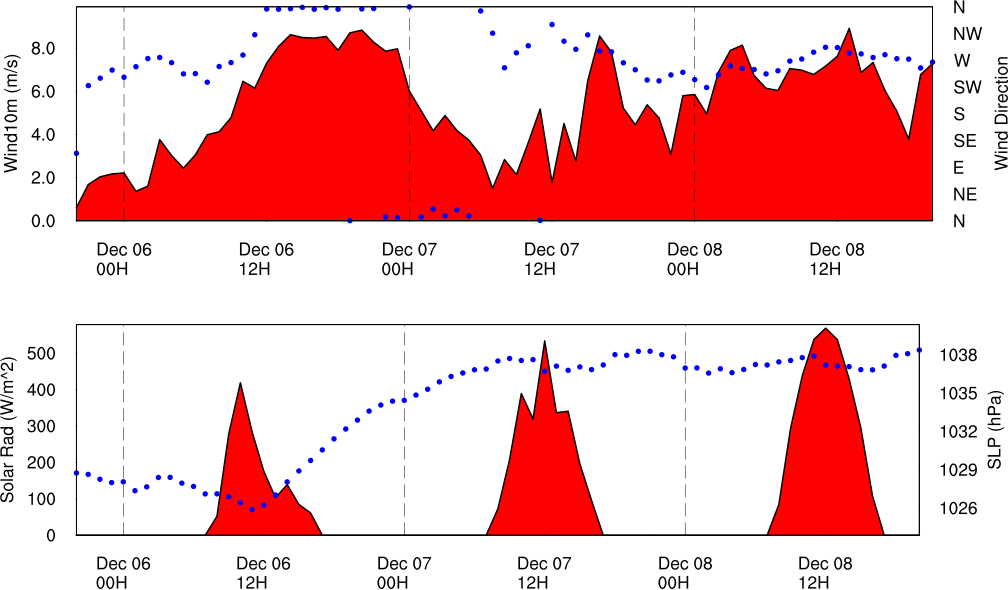 N
NW
W
SW
S
SE
E
NE
N
8.0
6.0
4.0
2.0
0.0
Wind10m (m/s)
Wind Direction
Dec 06 Dec 06 Dec 07 Dec 07 Dec 08 Dec 08
00H 12H 00H 12H 00H 12H
500
400
300
200
100
0
Solar Rad (W/m^2)
1038
1035
1032
1029
1026
SLP (hPa)
Dec 06 Dec 06 Dec 07 Dec 07 Dec 08 Dec 08
00H 12H 00H 12H 00H 12H